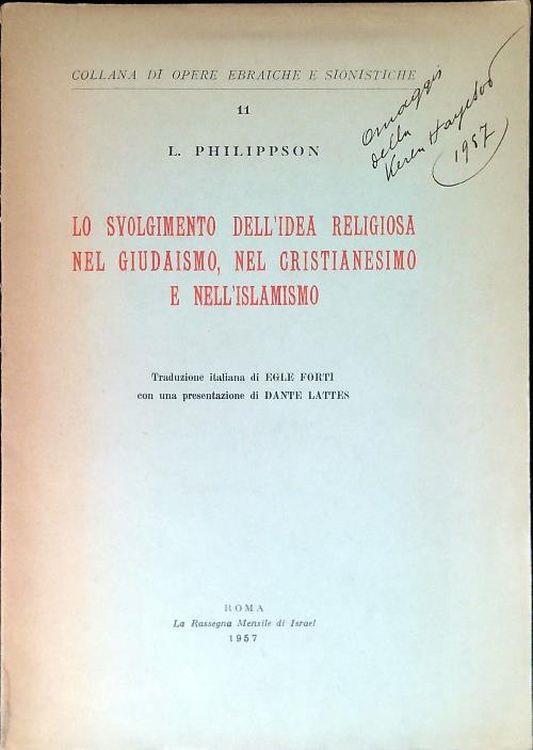 COLLANA DI OPERE EBRAICHE E SIONISTICHE
11
Omaggio
della
Keren Hayesod
1957
L. PHILIPPSON
LO SVOLGIMENTO DELL'IDEA RELIGIOSA
NEL GIUDAISMO, NEL CRISTIANESIMO
E NELL'ISLAMISMO
Traduzione italiana di EGLE FORTI
con una presentazione di DANTE LATTES
ROMA
La Rassegna Mensile di Israel
1957